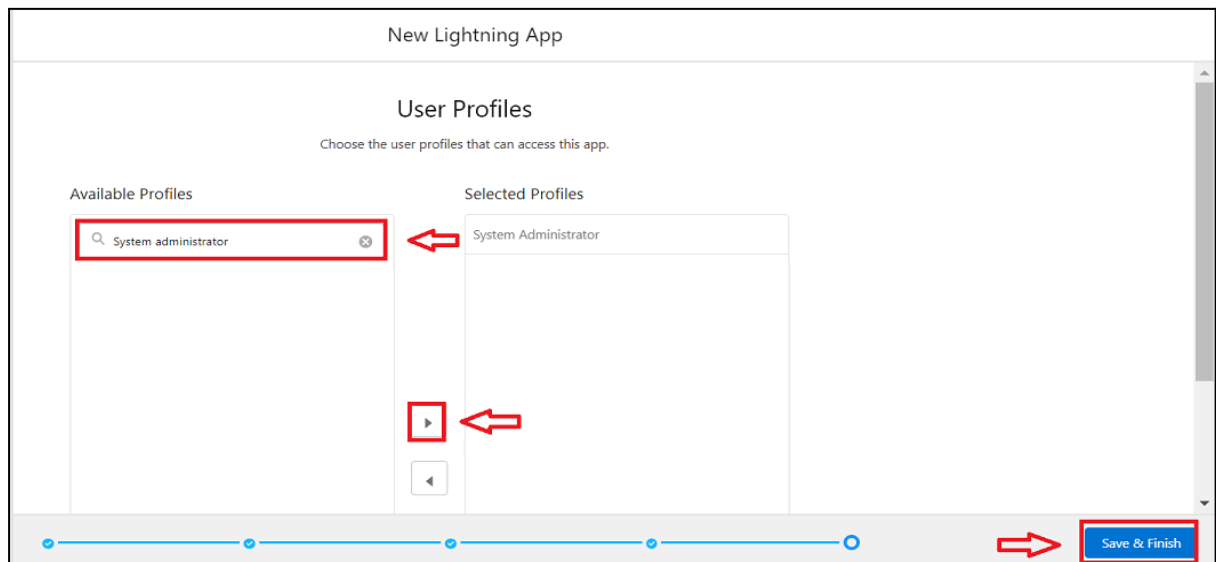 New Lightning App
User Profiles
Choose the user profiles that can access this app.
Available Profiles
Selected Profiles
System administrator
System Administrator
Save & Finish